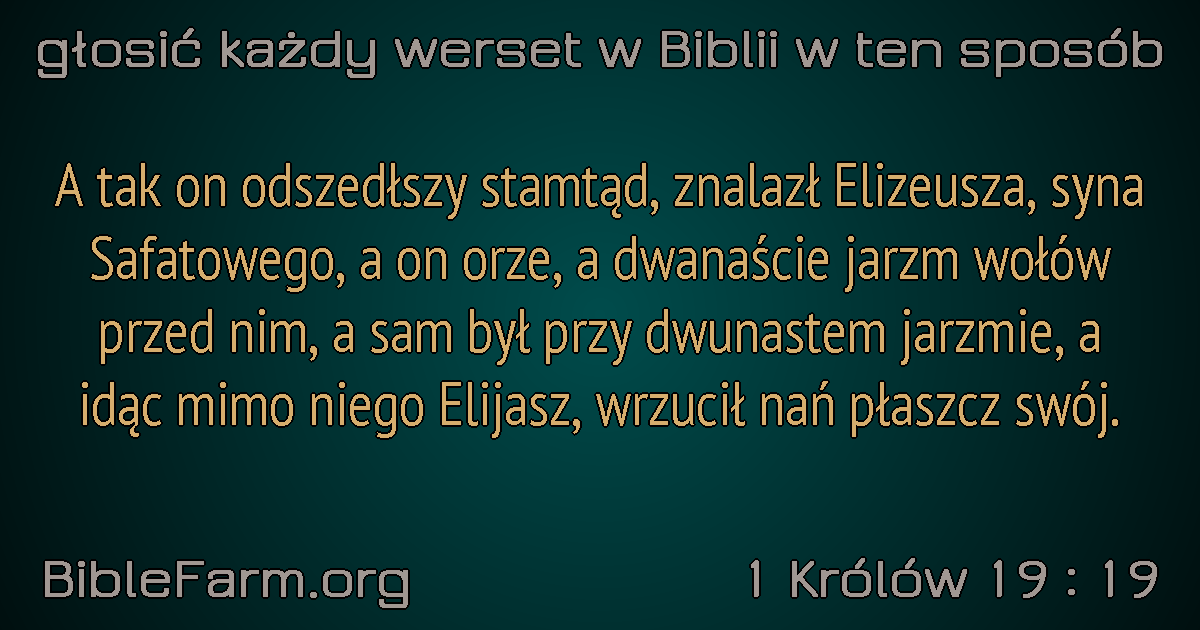 głosić każdy werset w Biblii w ten sposób
A tak on odszedłszy stamtąd, znalazł Elizeusza, syna
Safatowego, a on orze, a dwanaście jarzm wołów
przed nim, a sam był przy dwunastem jarzmie, a
idąc mimo niego Elijasz, wrzucił nań płaszcz swój.
BibleFarm.org
1 Królów 19 : 19